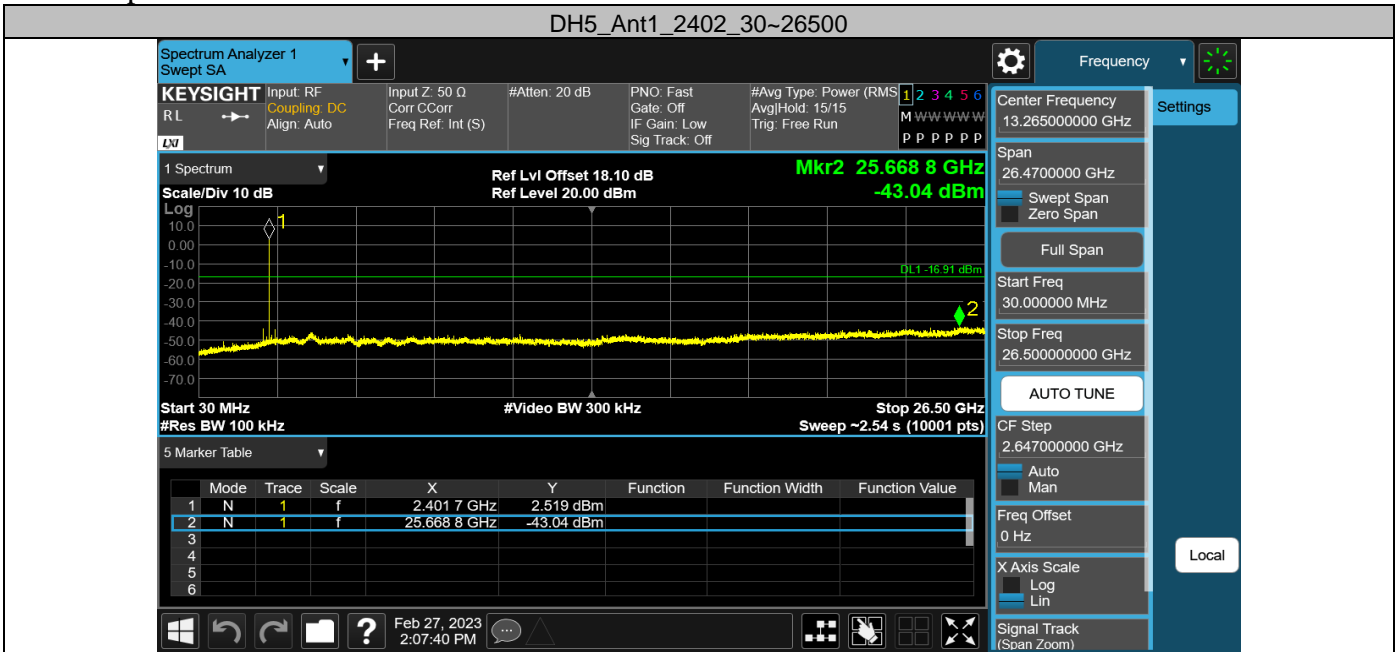 DH5_Ant1_2402_30~26500
Spectrum Analyzer 1
Swept SA
Frequency
KEYSIGHT
RL
LXI
Input: RF
Coupling: DC
Align: Auto
Input Z: 50 Ω
Corr CCorr
Freq Ref: Int (S)
#Atten: 20 dB
PNO: Fast
Gate: Off
IF Gain: Low
Sig Track: Off
#Avg Type: Power (RMS
Avg|Hold: 15/15
Trig: Free Run
1 2 3 4 5 6
M W W W W W
P P P P P P
1 Spectrum
Scale/Div 10 dB
Ref Lvl Offset 18.10 dB
Ref Level 20.00 dBm
Mkr2 25.668 8 GHz
-43.04 dBm
Log
10.0
0.00
-10.0
-20.0
-30.0
-40.0
-50.0
-60.0
-70.0
1
DL1 -16.91 dBm
2
Start 30 MHz
#Video BW 300 kHz
Stop 26.50 GHz
#Res BW 100 kHz
Sweep ~2.54 s (10001 pts)
5 Marker Table
Mode Trace Scale X Y Function Function Width Function Value
1 N 1 f 2.401 7 GHz 2.519 dBm
2 N 1 f 25.668 8 GHz -43.04 dBm
3
4
5
6
Feb 27, 2023
2:07:40 PM
Center Frequency
13.265000000 GHz
Settings
Span
26.4700000 GHz
Swept Span
Zero Span
Full Span
Start Freq
30.000000 MHz
Stop Freq
26.500000000 GHz
AUTO TUNE
CF Step
2.647000000 GHz
Auto
Man
Freq Offset
0 Hz
Local
X Axis Scale
Log
Lin
Signal Track
(Span Zoom)